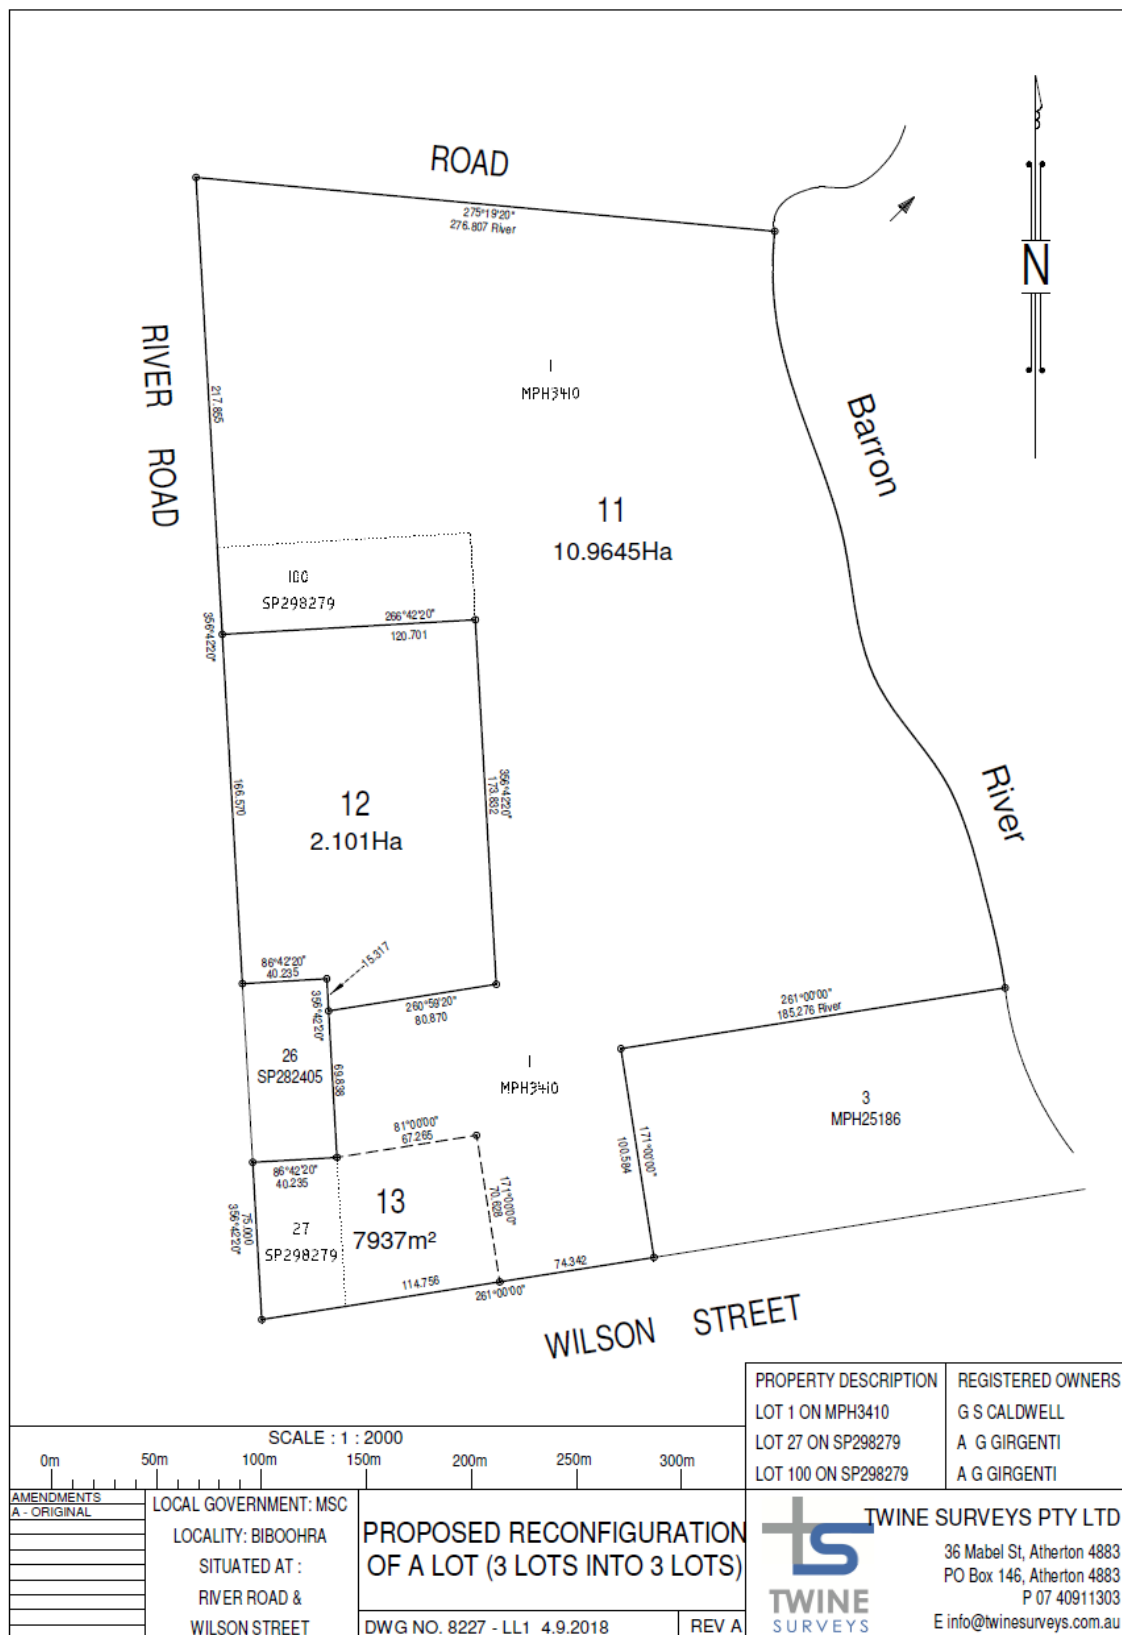 ROAD
275°19'20"
276.807 River
N
RIVER ROAD
217.855
1
MPH3410
Barron
11
10.9645Ha
100
SP298279
266°42'20"
120.701
356°42'20"
166.570
12
2.101Ha
356°42'20"
173.832
River
86°42'20"
40.235
15.317
356°42'20"
260°59'20"
80.870
261°00'00"
185.276 River
26
SP282405
69.838
1
MPH3410
3
MPH25186
81°00'00"
67.265
171°00'00"
100.584
86°42'20"
40.235
13
7937m²
171°00'00"
70.628
75.000
356°42'20"
27
SP298279
114.756
261°00'00"
74.342
WILSON STREET
PROPERTY DESCRIPTION
REGISTERED OWNERS
LOT 1 ON MPH3410
G S CALDWELL
LOT 27 ON SP298279
A G GIRGENTI
LOT 100 ON SP298279
A G GIRGENTI
SCALE : 1 : 2000
0m 50m 100m 150m 200m 250m 300m
AMENDMENTS
A - ORIGINAL
LOCAL GOVERNMENT: MSC
LOCALITY: BIBOOHRA
SITUATED AT :
RIVER ROAD &
WILSON STREET
PROPOSED RECONFIGURATION
OF A LOT (3 LOTS INTO 3 LOTS)
DWG NO. 8227 - LL1 4.9.2018
REV A
ts
TWINE
SURVEYS
TWINE SURVEYS PTY LTD
36 Mabel St, Atherton 4883
PO Box 146, Atherton 4883
P 07 40911303
E info@twinesurveys.com.au